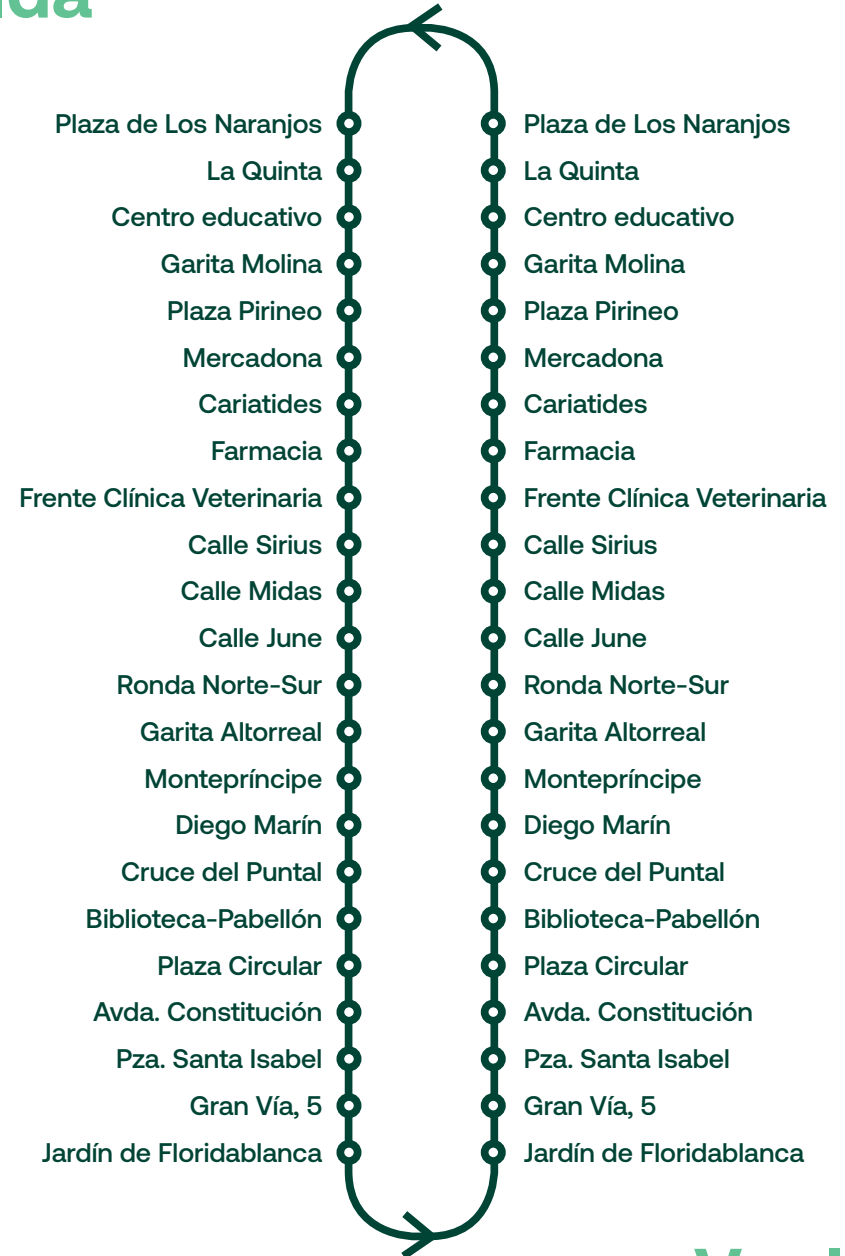 Plaza de Los Naranjos
La Quinta
Centro educativo
Garita Molina
Plaza Pirineo
Mercadona
Cariatides
Farmacia
Frente Clínica Veterinaria
Calle Sirius
Calle Midas
Calle June
Ronda Norte-Sur
Garita Altorreal
Montepríncipe
Diego Marín
Cruce del Puntal
Biblioteca-Pabellón
Plaza Circular
Avda. Constitución
Pza. Santa Isabel
Gran Vía, 5
Jardín de Floridablanca
Plaza de Los Naranjos
La Quinta
Centro educativo
Garita Molina
Plaza Pirineo
Mercadona
Cariatides
Farmacia
Frente Clínica Veterinaria
Calle Sirius
Calle Midas
Calle June
Ronda Norte-Sur
Garita Altorreal
Montepríncipe
Diego Marín
Cruce del Puntal
Biblioteca-Pabellón
Plaza Circular
Avda. Constitución
Pza. Santa Isabel
Gran Vía, 5
Jardín de Floridablanca